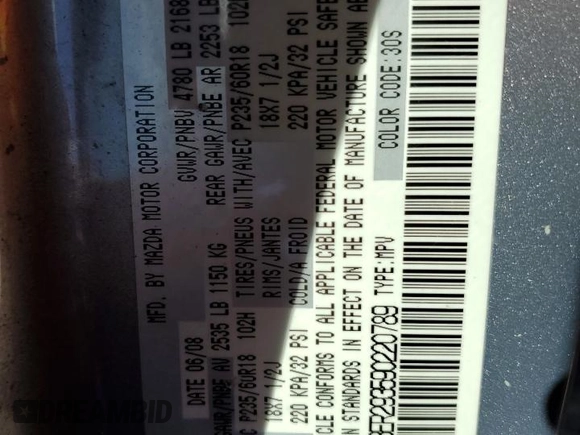 MFD. BY MAZDA MOTOR CORPORATION
DATE 06/08 GVWR/PNBV 4780 LB 2168
GAWR/PNBE AV 2535 LB 1150 KG REAR GAWR/PNBE AR 2253 LB
P235/60R18 102H TIRES/PNEUS WITH/AVEC P235/60R18 102H
18X7 1/2J RIMS/JANTES 18X7 1/2J
220 KPA/32 PSI COLD/A FROID 220 KPA/32 PSI
CLE CONFORMS TO ALL APPLICABLE FEDERAL MOTOR VEHICLE SAFE
N STANDARDS IN EFFECT ON THE DATE OF MANUFACTURE SHOWN AB
ER293590220789 TYPE:MPV COLOR CODE:30S